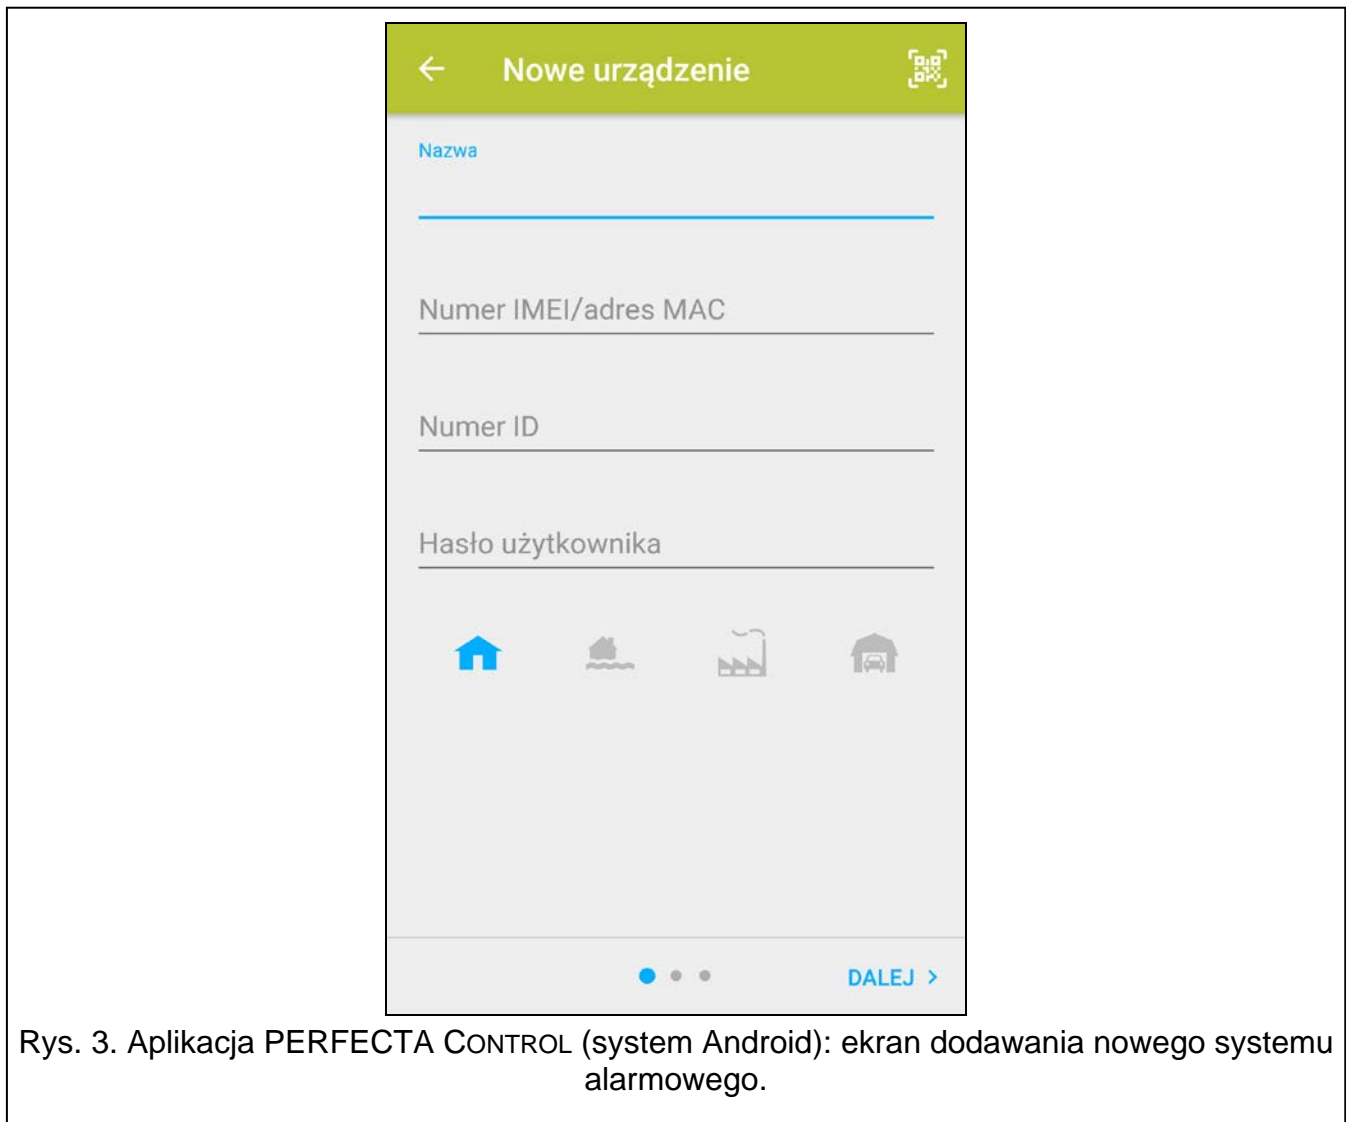 Nowe urządzenie
Nazwa
Numer IMEI/adres MAC
Numer ID
Hasło użytkownika
DALEJ >
Rys. 3. Aplikacja PERFECTA CONTROL (system Android): ekran dodawania nowego systemu
alarmowego.